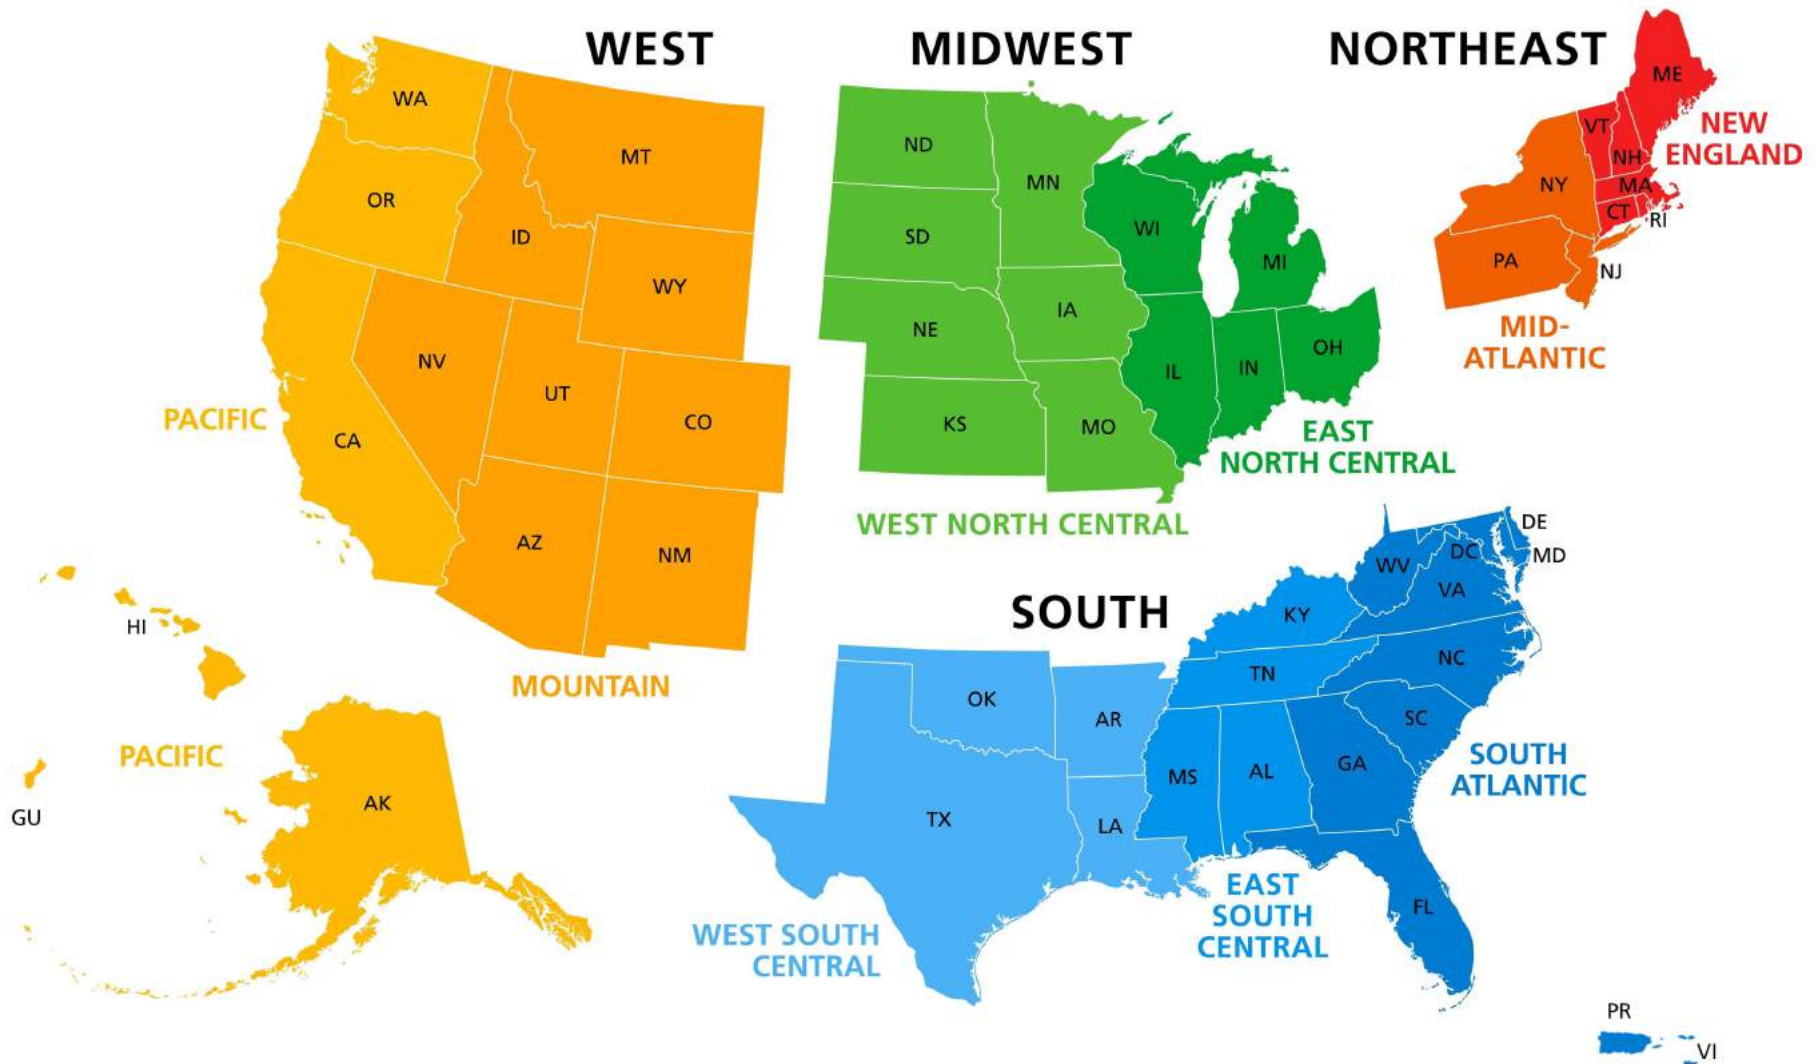 WEST
MIDWEST
NORTHEAST
WA
MT
OR
ID
WY
NV
UT
CO
CA
AZ
NM
PACIFIC
MOUNTAIN
HI
PACIFIC
GU
AK
ND
MN
SD
WI
MI
NE
IA
IL
IN
OH
KS
MO
EAST
NORTH CENTRAL
WEST NORTH CENTRAL
ME
VT
NH
NEW
ENGLAND
NY
MA
CT
RI
PA
NJ
MID-
ATLANTIC
SOUTH
DE
MD
DC
WV
VA
KY
NC
TN
OK
AR
SC
MS
AL
GA
TX
LA
FL
SOUTH
ATLANTIC
EAST
SOUTH
CENTRAL
WEST SOUTH
CENTRAL
PR
VI